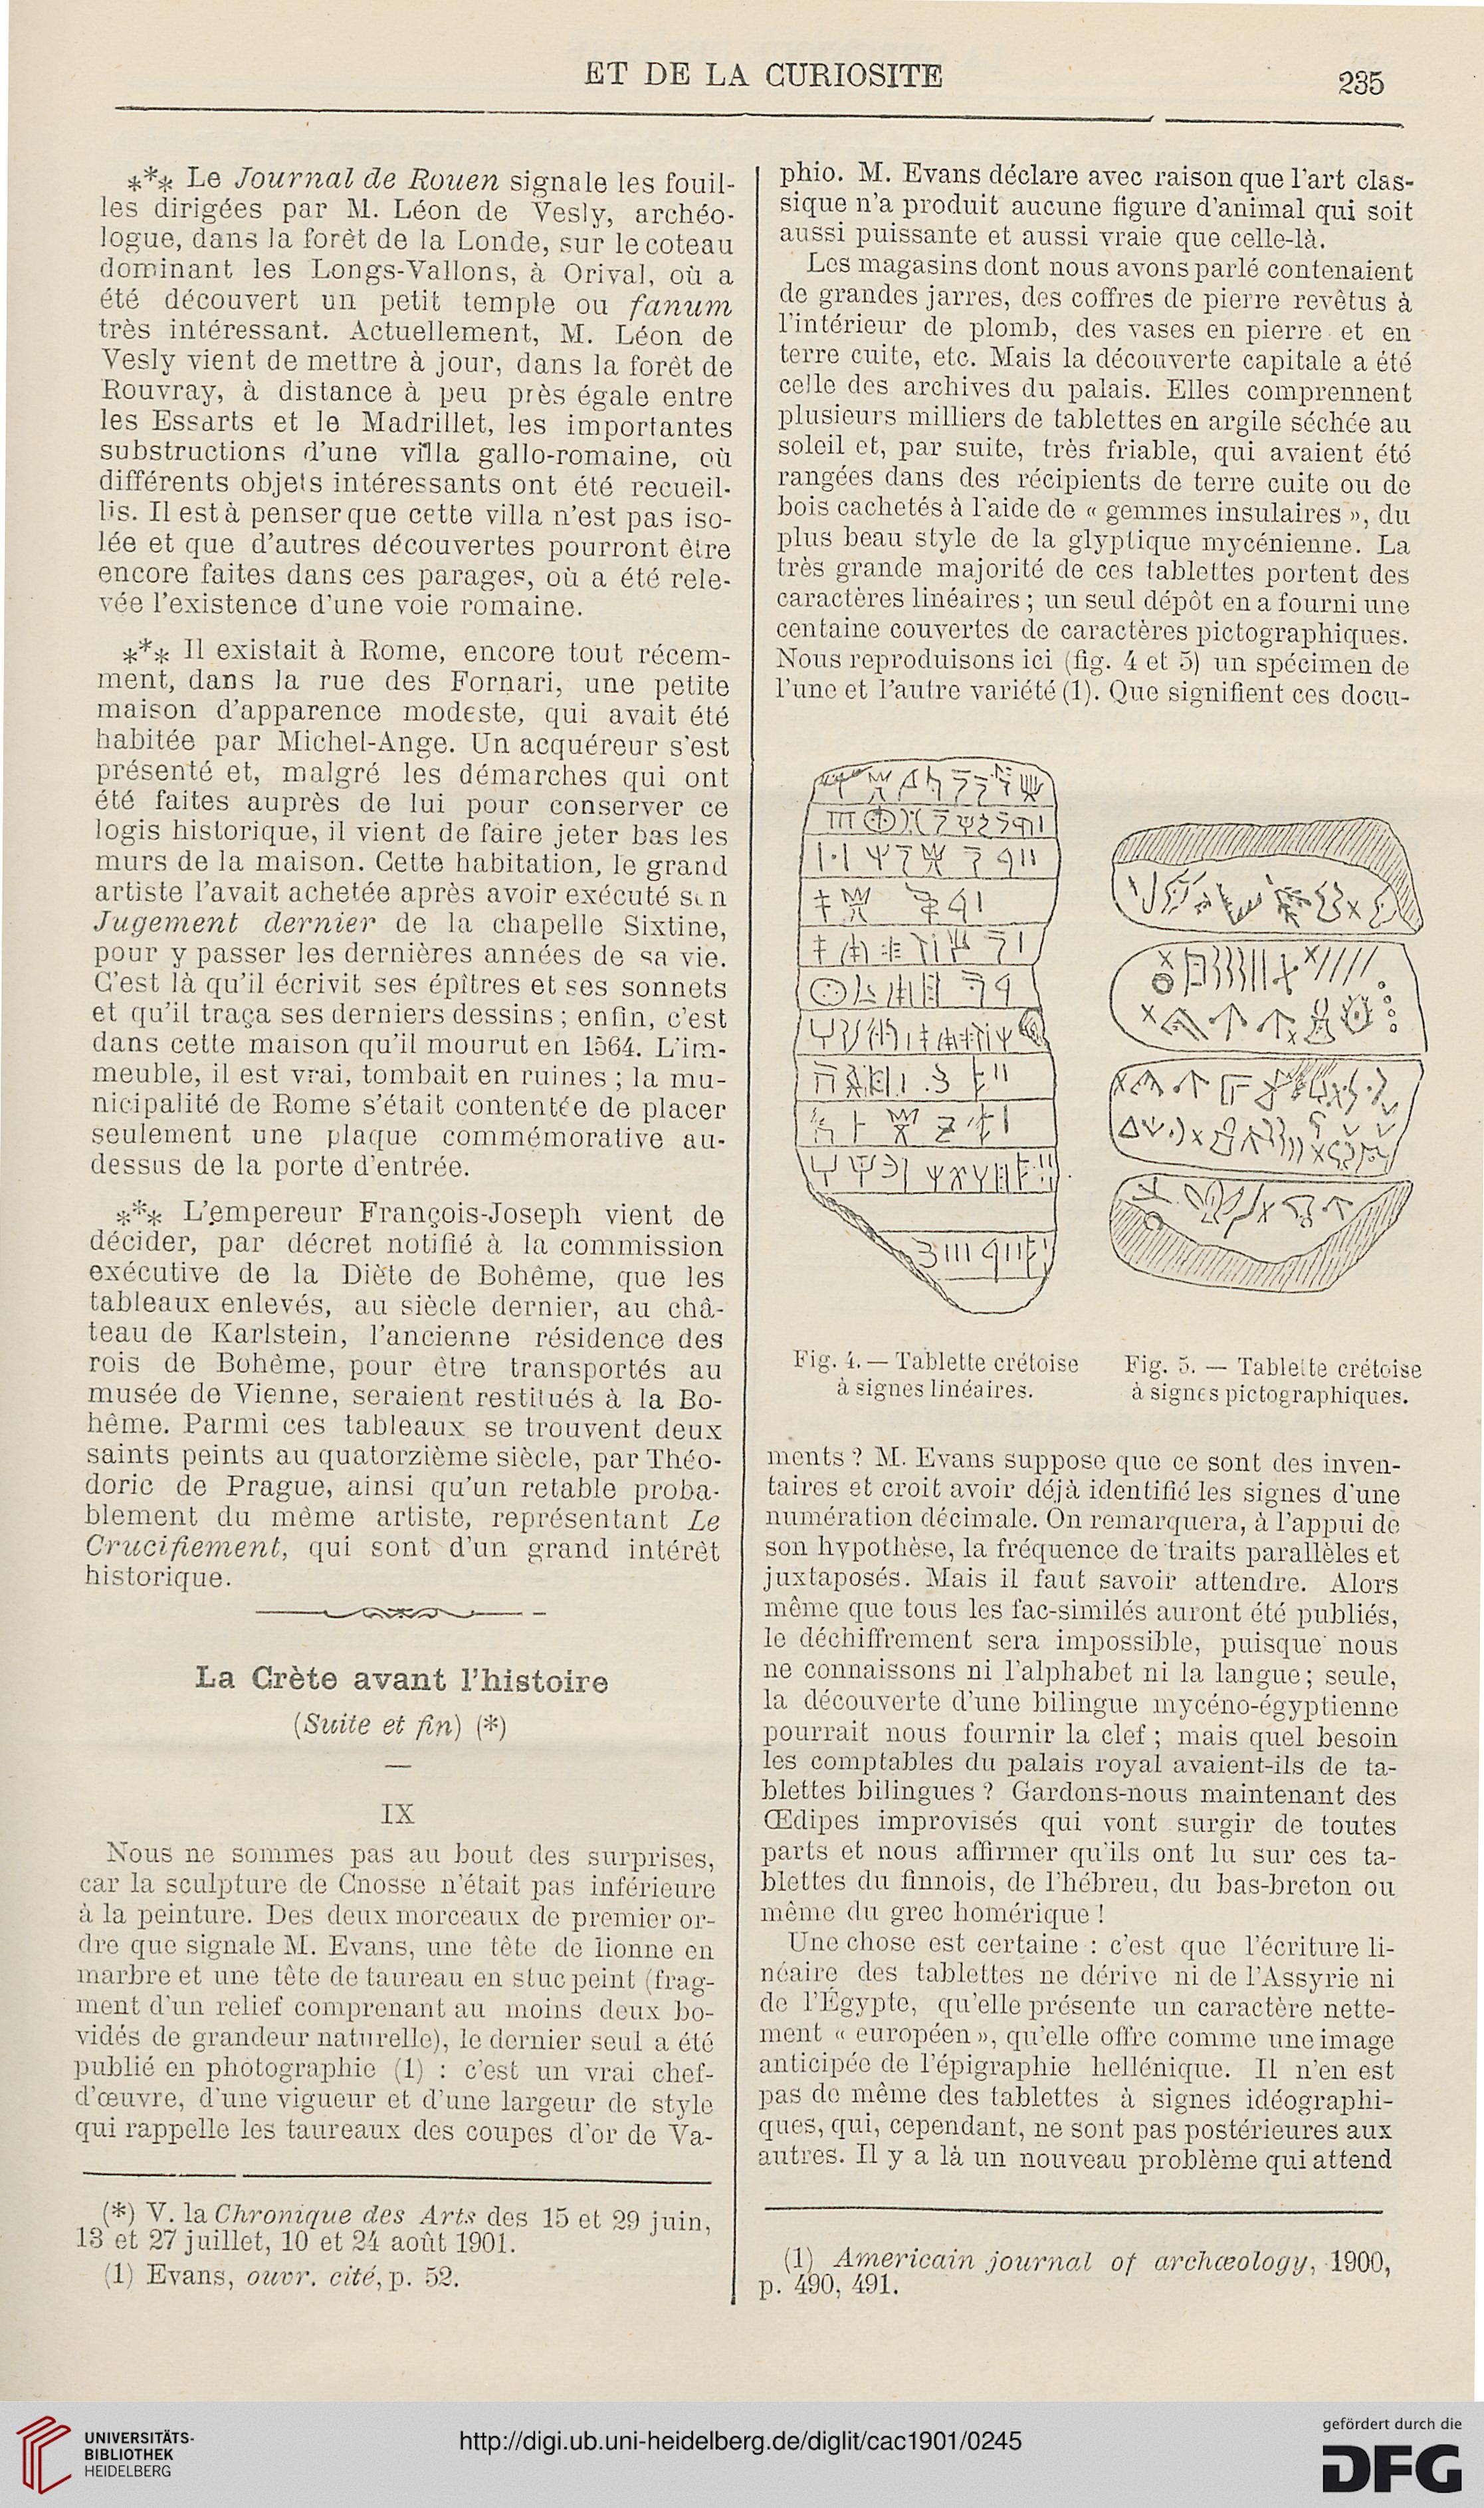 ET DE LA CURIOSITE
235
*** Le Journal de Rouen signale les fouil-
les dirigées par M. Léon de Vesly, archéo-
logue, dans la forêt de la Londe, sur le coteau
dominant les Longs-Vallons, à Orival, où a
été découvert un petit temple ou fanum
très intéressant. Actuellement, M. Léon de
Vesly vient de mettre à jour, dans la forêt de
Rouvray, à distance à peu près égale entre
les Essarts et le Madrillet, les importantes
substructions d'une villa gallo-romaine, où
différents objets intéressants ont été recueil-
lis. Il est à penser que cette villa n'est pas iso-
lée et que d'autres découvertes pourront être
encore faites dans ces parages, où a été rele-
vée l'existence d'une voie romaine.
*** Il existait à Rome, encore tout récem-
ment, dans la rue des Fornari, une petite
maison d'apparence modeste, qui avait été
habitée par Michel-Ange. Un acquéreur s'est
présenté et, malgré les démarches qui ont
été faites auprès de lui pour conserver ce
logis historique, il vient de faire jeter bas les
murs de la maison. Cette habitation, le grand
artiste l'avait achetée après avoir exécuté son
Jugement dernier de la chapelle Sixtine,
pour y passer les dernières années de sa vie.
C'est là qu'il écrivit ses épîtres et ses sonnets
et qu'il traça ses derniers dessins ; enfin, c'est
dans cette maison qu'il mourut en 1564. L'im-
meuble, il est vrai, tombait en ruines ; la mu-
nicipalité de Rome s'était contentée de placer
seulement une plaque commémorative au-
dessus de la porte d'entrée.
*** L'empereur François-Joseph vient de
décider, par décret notifié à la commission
exécutive de la Diète de Bohême, que les
tableaux enlevés, au siècle dernier, au châ-
teau de Karlstein, l'ancienne résidence des
rois de Bohême, pour être transportés au
musée de Vienne, seraient restitués à la Bo-
hême. Parmi ces tableaux se trouvent deux
saints peints au quatorzième siècle, par Théo-
doric de Prague, ainsi qu'un retable proba-
blement du même artiste, représentant Le
Crucifiement, qui sont d'un grand intérêt
historique.
La Crète avant l'histoire
(Suite et fin) (*)
IX
Nous ne sommes pas au bout des surprises,
car la sculpture de Cnosse n'était pas inférieure
à la peinture. Des deux morceaux de premier or-
dre que signale M. Evans, une tête de lionne en
marbre et une tête de taureau en stuc peint (frag-
ment d'un relief comprenant au moins deux bo-
vidés de grandeur naturelle), le dernier seul a été
publié en photographie (1) : c'est un vrai chef-
d'œuvre, d'une vigueur et d'une largeur de style
qui rappelle les taureaux des coupes d'or de Va-
(*) V. la Chronique des Arts des 15 et 29 juin,
13 et 27 juillet, 10 et 24 août 1901.
(1) Evans, ouvr. cité, p. 52.
phio. M. Evans déclare avec raison que l'art clas-
sique n'a produit aucune figure d'animal qui soit
aussi puissante et aussi vraie que celle-là.
Les magasins dont nous avons parlé contenaient
de grandes jarres, des coffres de pierre revêtus à
l'intérieur de plomb, des vases en pierre et en
terre cuite, etc. Mais la découverte capitale a été
celle des archives du palais. Elles comprennent
plusieurs milliers de tablettes en argile séchée au
soleil et, par suite, très friable, qui avaient été
rangées dans des récipients de terre cuite ou de
bois cachetés à l'aide de « gemmes insulaires », du
plus beau style de la glyptique mycénienne. La
très grande majorité de ces tablettes portent des
caractères linéaires ; un seul dépôt en a fourni une
centaine couvertes de caractères pictographiques.
Nous reproduisons ici (fig. 4 et 5) un spécimen de
l'une et l'autre variété (1). Que signifient ces docu-
Fig. 4. — Tablette crétoise
à signes linéaires.
Fig. 5. — Tablette crétoise
à signes pictographiques.
ments ? M. Evans suppose que ce sont des inven-
taires et croit avoir déjà identifié les signes d'une
numération décimale. On remarquera, à l'appui de
son hypothèse, la fréquence de traits parallèles et
juxtaposés. Mais il faut savoir attendre. Alors
même que tous les fac-similés auront été publiés,
le déchiffrement sera impossible, puisque nous
ne connaissons ni l'alphabet ni la langue ; seule,
la découverte d'une bilingue mycéno-égyptienne
pourrait nous fournir la clef ; mais quel besoin
les comptables du palais royal avaient-ils de ta-
blettes bilingues ? Gardons-nous maintenant des
Œdipes improvisés qui vont surgir de toutes
parts et nous affirmer qu'ils ont lu sur ces ta-
blettes du finnois, de l'hébreu, du bas-breton ou
même du grec homérique !
Une chose est certaine : c'est que l'écriture li-
néaire des tablettes ne dérive ni de l'Assyrie ni
de l'Égypte, qu'elle présente un caractère nette-
ment « européen », qu'elle offre comme une image
anticipée de l'épigraphie hellénique. Il n'en est
pas de même des tablettes à signes idéographi-
ques, qui, cependant, ne sont pas postérieures aux
autres. Il y a là un nouveau problème qui attend
(1) Americain journal of archæology, 1900,
p. 490, 491.
UNIVERSITÄTS-
BIBLIOTHEK
HEIDELBERG
http://digi.ub.uni-heidelberg.de/diglit/cac1901/0245
gefördert durch die
DFG